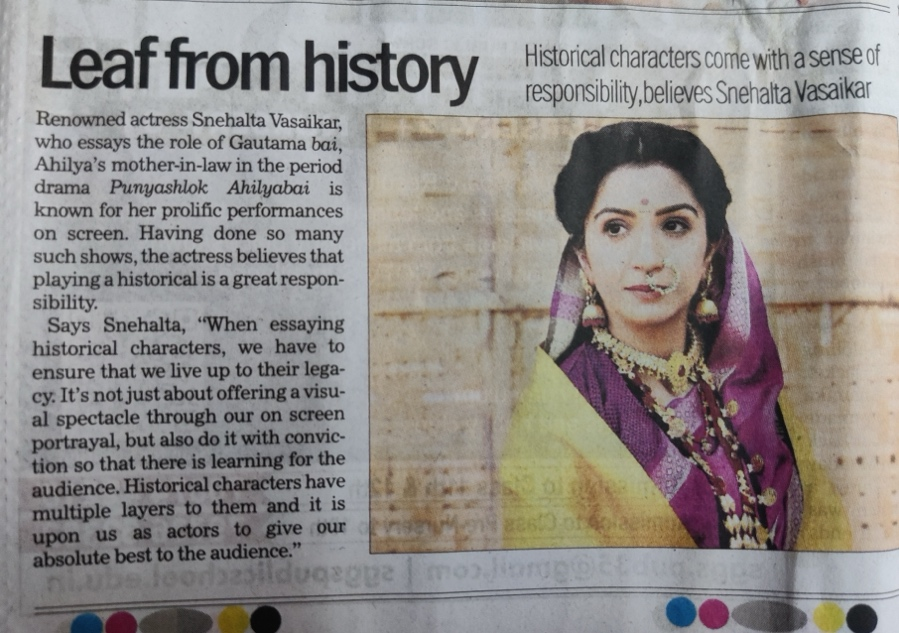 Leaf from history
Historical characters come with a sense of
responsibility, believes Snehalta Vasaikar
Renowned actress Snehalta Vasaikar,
who essays the role of Gautama bai,
Ahilya's mother-in-law in the period
drama Punyashlok Ahilyabai is
known for her prolific performances
on screen. Having done so many
such shows, the actress believes that
playing a historical is a great respon-
sibility.
Says Snehalta, "When essaying
historical characters, we have to
ensure that we live up to their lega-
cy. It's not just about offering a visu-
al spectacle through our on screen
portrayal, but also do it with convic-
tion so that there is learning for the
audience. Historical characters have
multiple layers to them and it is
upon us as actors to give our
absolute best to the audience."